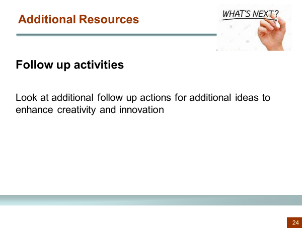 Additional Resources
WHAT'S NEXT?
Follow up activities
Look at additional follow up actions for additional ideas to
enhance creativity and innovation
24